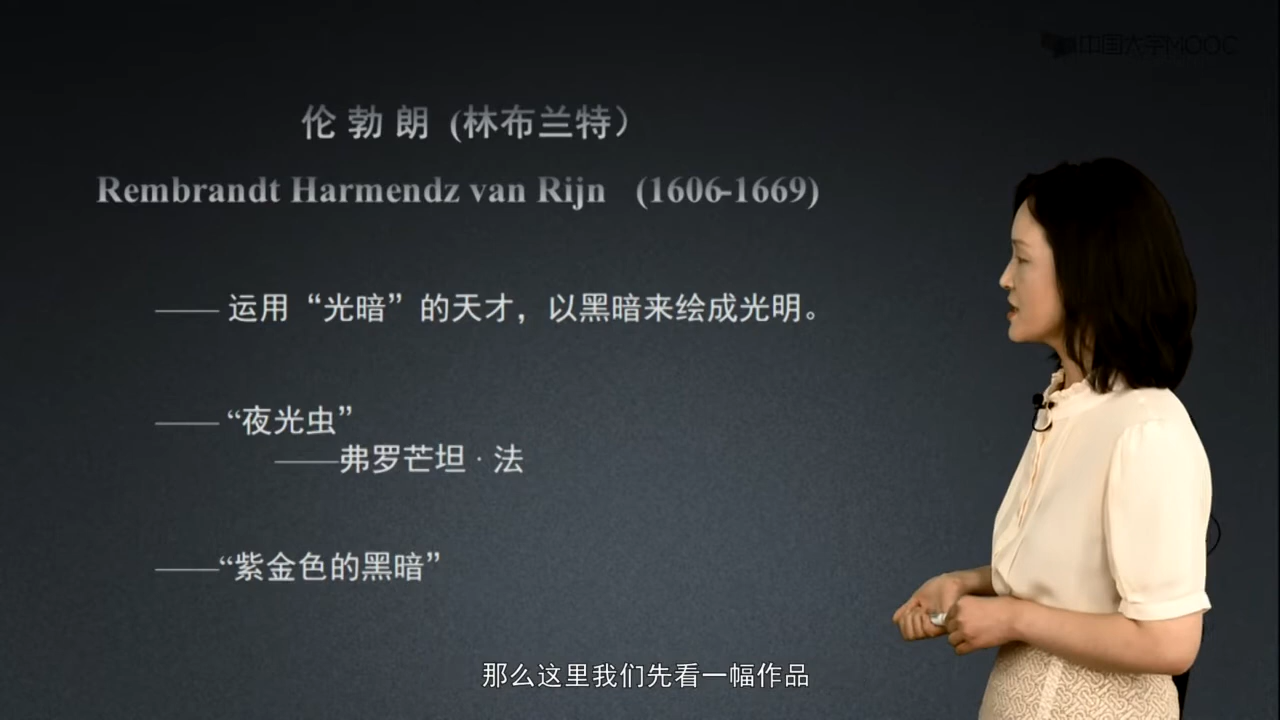 中国大学MOOC
伦勃朗 (林布兰特）
Rembrandt Harmendz van Rijn (1606-1669)
—— 运用“光暗”的天才，以黑暗来绘成光明。
—— “夜光虫”
——弗罗芒坦 · 法
——“紫金色的黑暗”
那么这里我们先看一幅作品